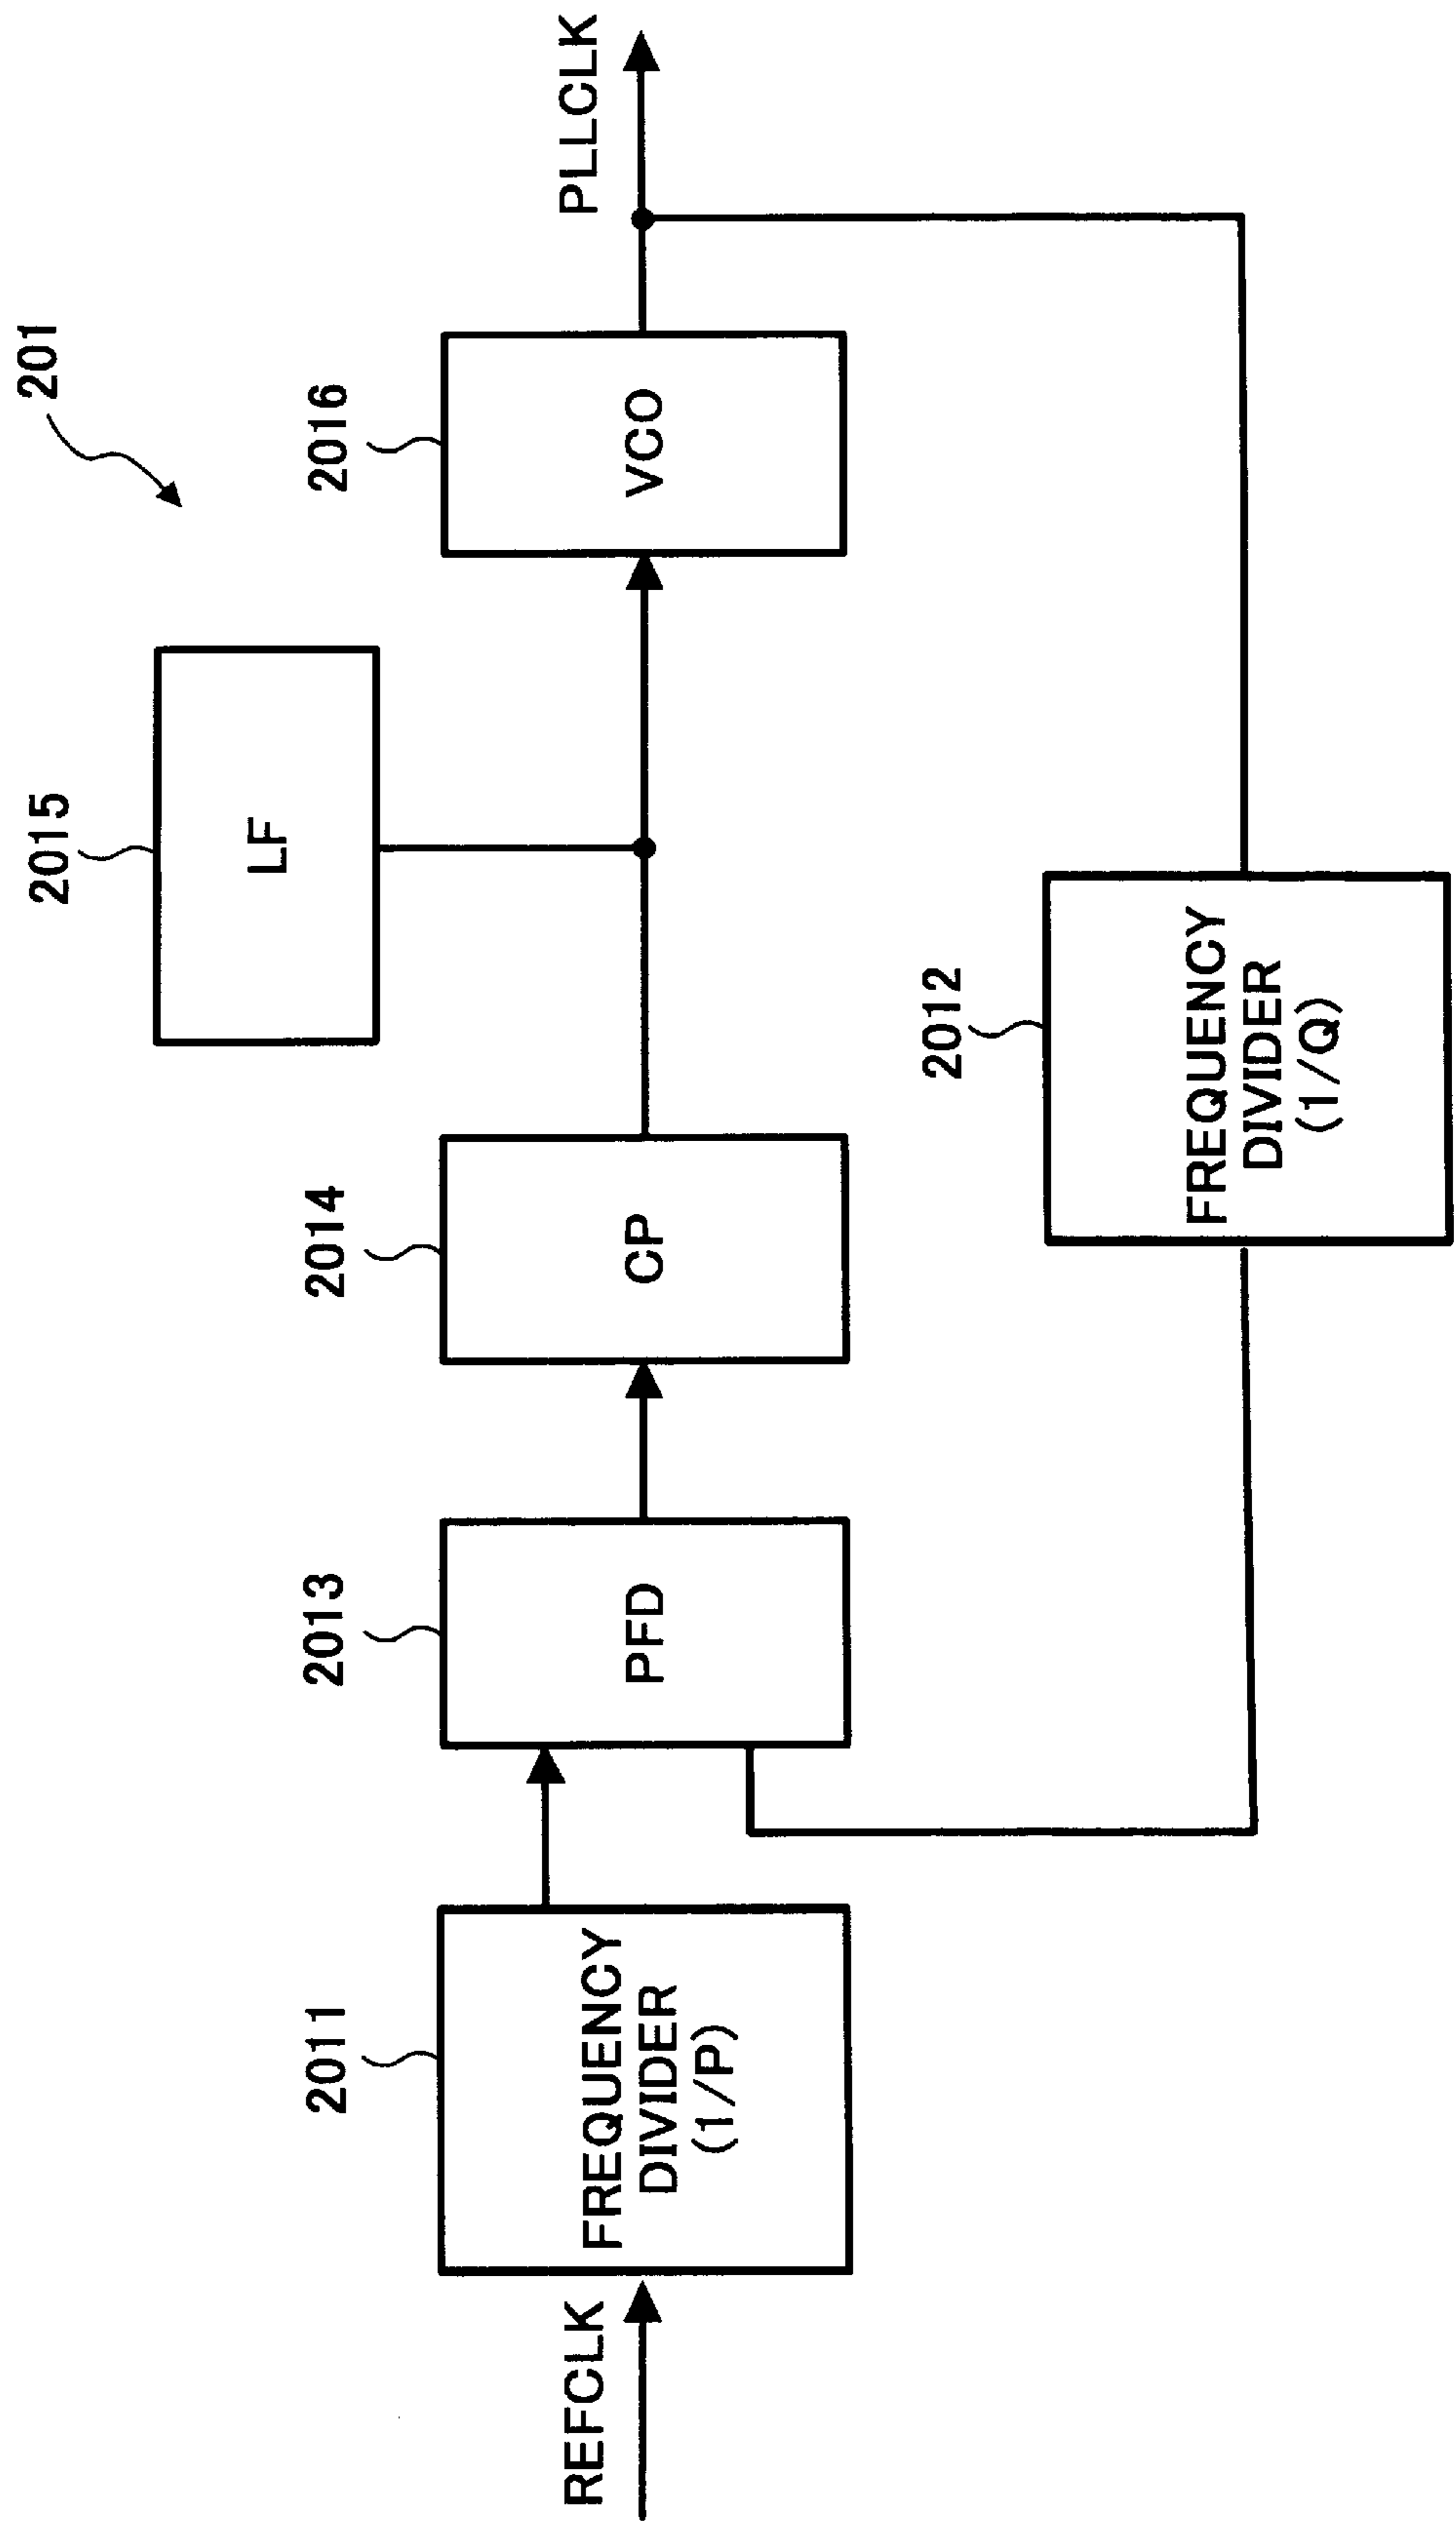 201
2015
LF
2011
2013
2014
2016
REFCLK
FREQUENCY
DIVIDER
(1/P)
PFD
CP
VCO
PLLCLK
2012
FREQUENCY
DIVIDER
(1/Q)